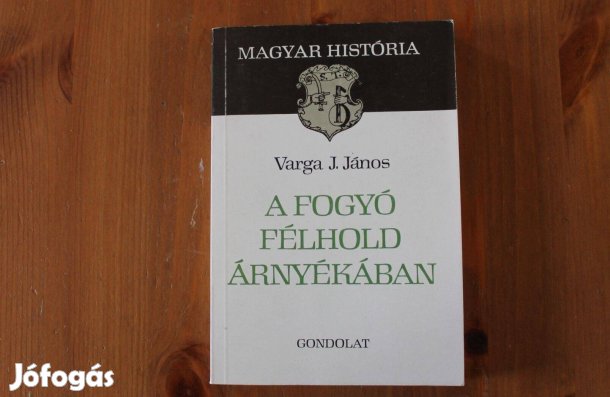 MAGYAR HISTÓRIA
Varga J. János
A FOGYÓ
FÉLHOLD
ÁRNYÉKÁBAN
GONDOLAT
Jófogás